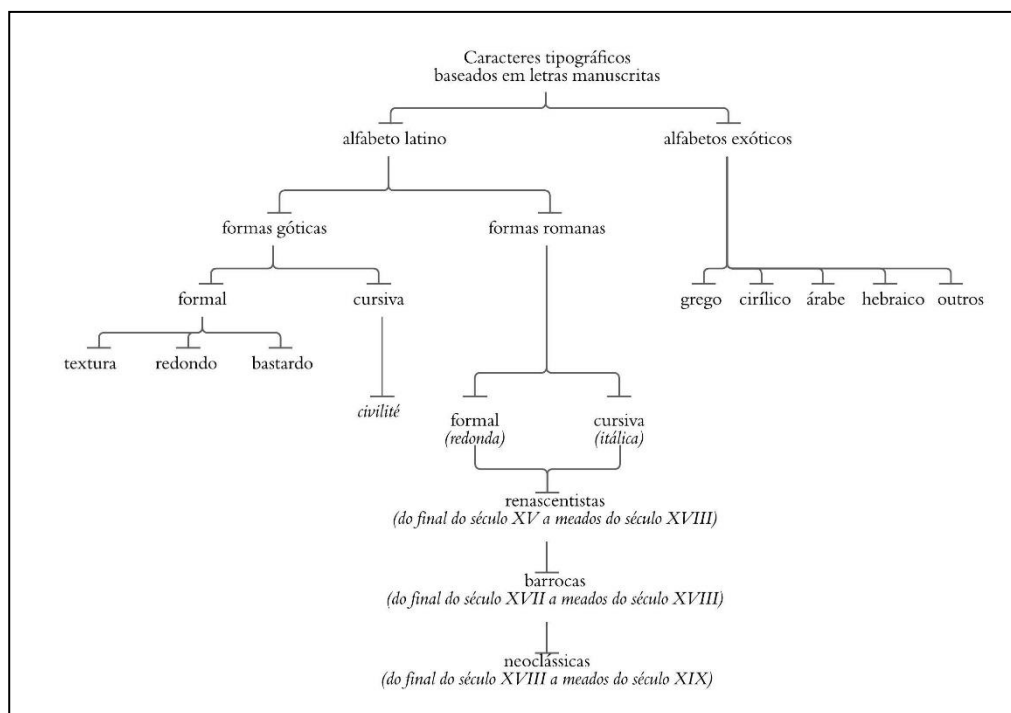 Caracteres tipográficos
baseados em letras manuscritas
alfabeto latino
alfabetos exóticos
formas góticas
formas romanas
formal
cursiva
grego
cirílico
árabe
hebraico
outros
textura
redondo
bastardo
civilité
formal
(redonda)
cursiva
(itálica)
renascentistas
(do final do século XV a meados do século XVIII)
barrocas
(do final do século XVII a meados do século XVIII)
neoclássicas
(do final do século XVIII a meados do século XIX)